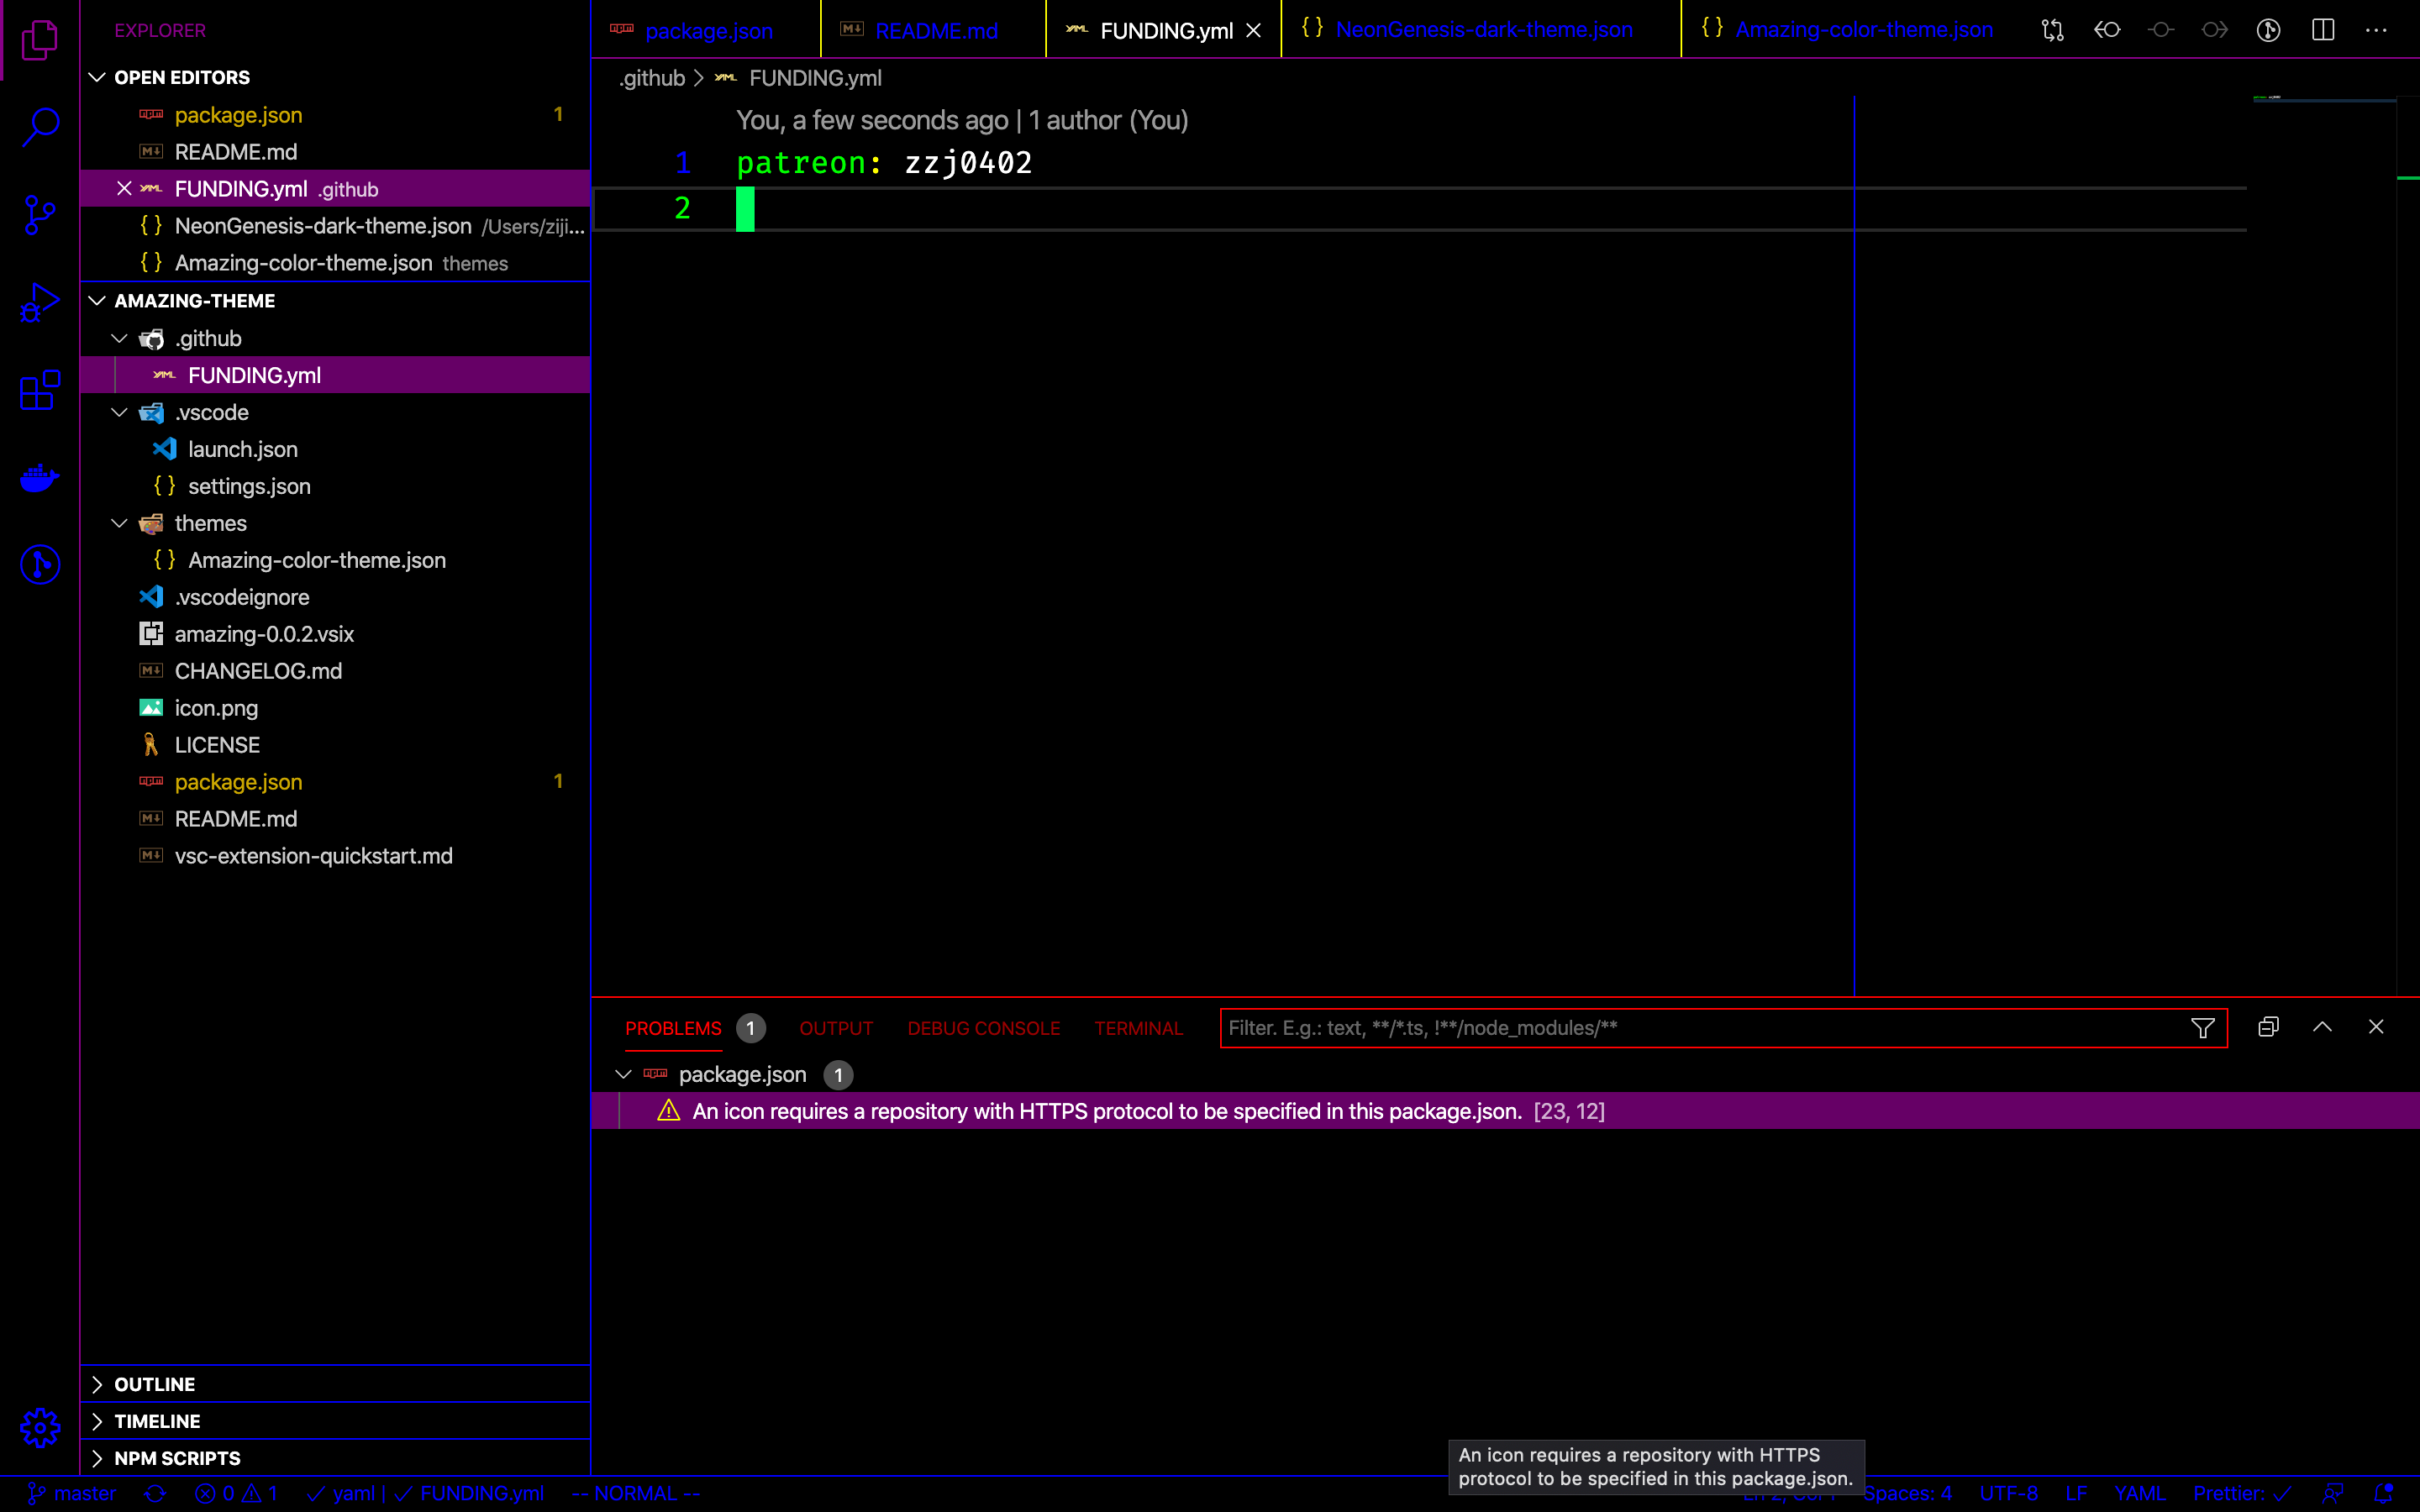 EXPLORER
OPEN EDITORS
package.json 1
README.md
FUNDING.yml .github
NeonGenesis-dark-theme.json /Users/ziji...
Amazing-color-theme.json themes
AMAZING-THEME
.github
FUNDING.yml
.vscode
launch.json
settings.json
themes
Amazing-color-theme.json
.vscodeignore
amazing-0.0.2.vsix
CHANGELOG.md
icon.png
LICENSE
package.json 1
README.md
vsc-extension-quickstart.md
OUTLINE
TIMELINE
NPM SCRIPTS
package.json README.md FUNDING.yml NeonGenesis-dark-theme.json Amazing-color-theme.json
.github FUNDING.yml
You, a few seconds ago | 1 author (You)
1 patreon: zzj0402
2
PROBLEMS 1 OUTPUT DEBUG CONSOLE TERMINAL Filter. E.g.: text, **/*.ts, !**/node_modules/**
package.json 1
An icon requires a repository with HTTPS protocol to be specified in this package.json. [23, 12]
An icon requires a repository with HTTPS
protocol to be specified in this package.json.
master 0 1 yaml | FUNDING.yml -- NORMAL -- Spaces: 4 UTF-8 LF YAML Prettier: